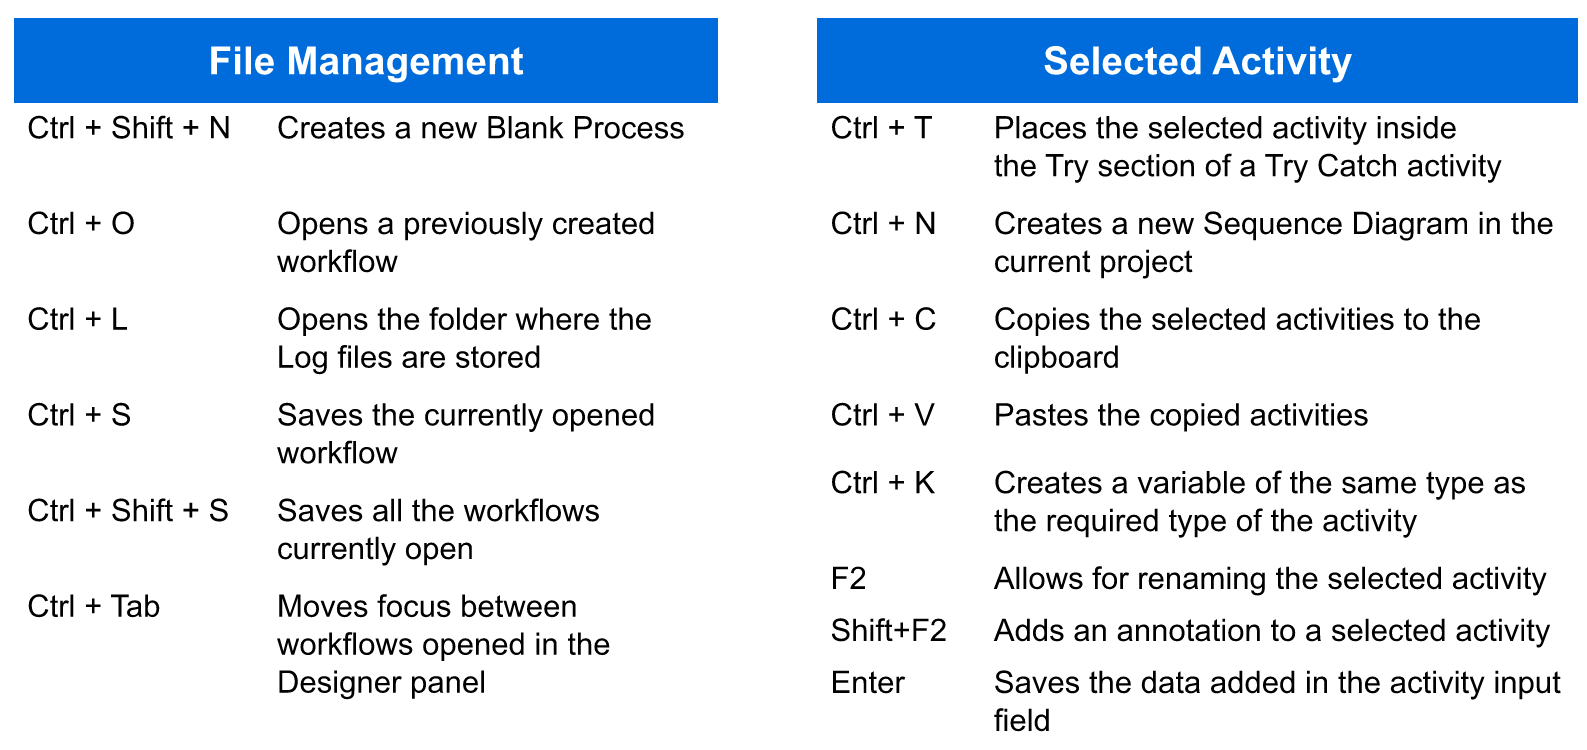 File Management
Ctrl + Shift + N Creates a new Blank Process
Ctrl + O Opens a previously created
workflow
Ctrl + L Opens the folder where the
Log files are stored
Ctrl + S Saves the currently opened
workflow
Ctrl + Shift + S Saves all the workflows
currently open
Ctrl + Tab Moves focus between
workflows opened in the
Designer panel
Selected Activity
Ctrl + T Places the selected activity inside
the Try section of a Try Catch activity
Ctrl + N Creates a new Sequence Diagram in the
current project
Ctrl + C Copies the selected activities to the
clipboard
Ctrl + V Pastes the copied activities
Ctrl + K Creates a variable of the same type as
the required type of the activity
F2 Allows for renaming the selected activity
Shift+F2 Adds an annotation to a selected activity
Enter Saves the data added in the activity input
field